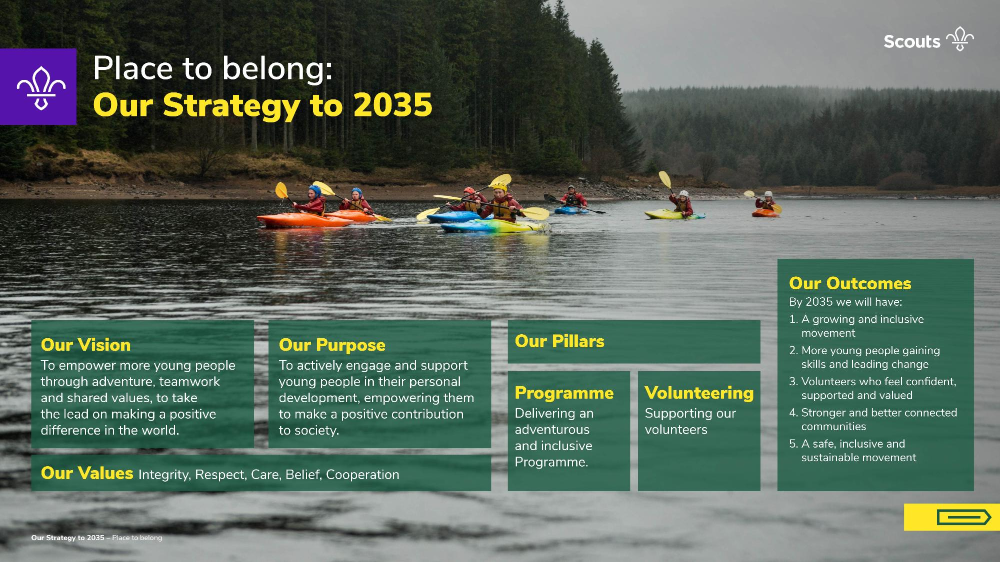 Scouts
Place to belong:
Our Strategy to 2035
Our Vision
To empower more young people
through adventure, teamwork
and shared values, to take
the lead on making a positive
difference in the world.
Our Purpose
To actively engage and support
young people in their personal
development, empowering them
to make a positive contribution
to society.
Our Values Integrity, Respect, Care, Belief, Cooperation
Our Pillars
Programme
Delivering an
adventurous
and inclusive
Programme.
Volunteering
Supporting our
volunteers
Our Outcomes
By 2035 we will have:
1. A growing and inclusive
movement
2. More young people gaining
skills and leading change
3. Volunteers who feel confident,
supported and valued
4. Stronger and better connected
communities
5. A safe, inclusive and
sustainable movement
Our Strategy to 2035 – Place to belong